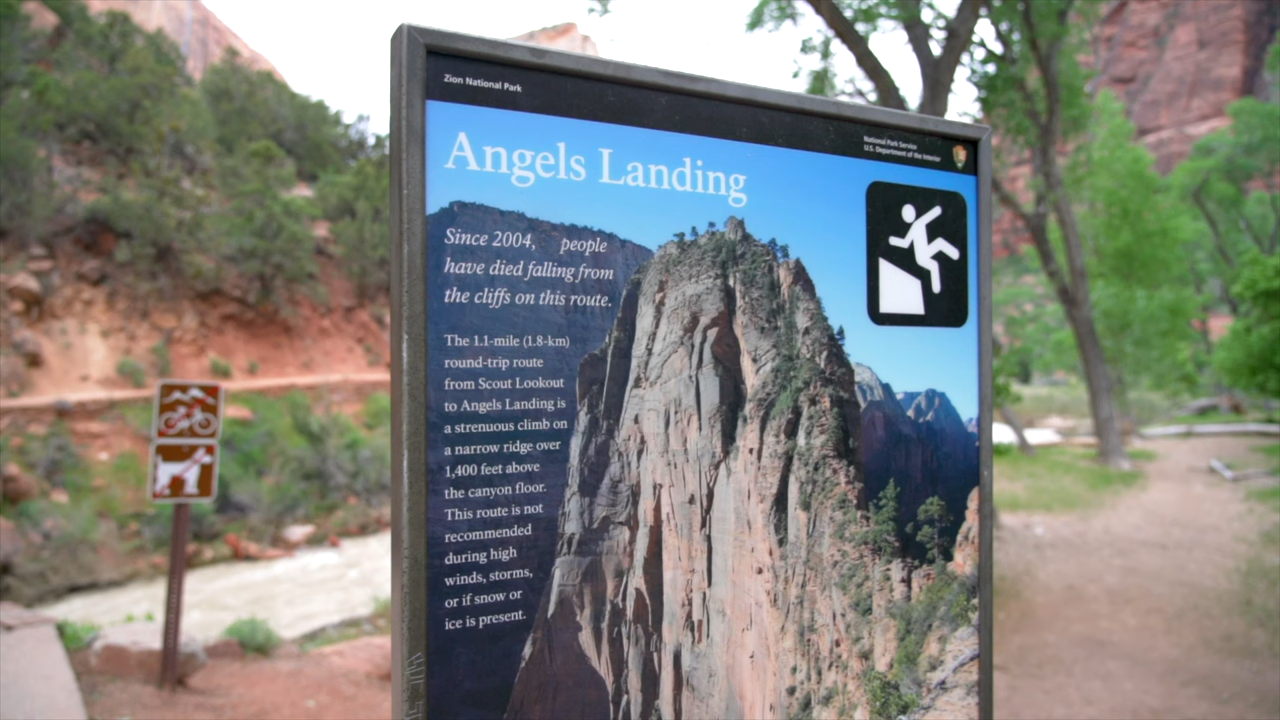 Zion National Park
National Park Service
U.S. Department of the Interior
Angels Landing
Since 2004, people
have died falling from
the cliffs on this route.
The 1.1-mile (1.8-km)
round-trip route
from Scout Lookout
to Angels Landing is
a strenuous climb on
a narrow ridge over
1,400 feet above
the canyon floor.
This route is not
recommended
during high
winds, storms,
or if snow or
ice is present.